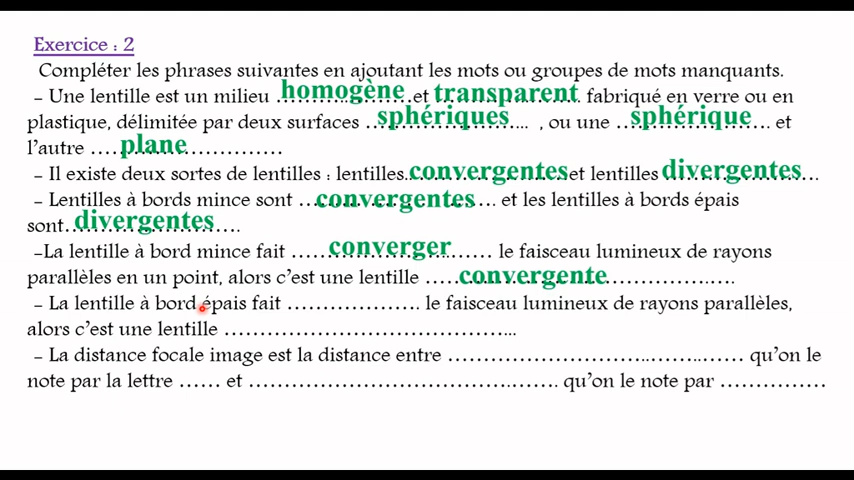 Exercice : 2
Compléter les phrases suivantes en ajoutant les mots ou groupes de mots manquants.
- Une lentille est un milieu ...homogène...et transparent. fabriqué en verre ou en
plastique, délimitée par deux surfaces ...sphériques... , ou une ...sphérique.... et
l'autre ...plane...............
- Il existe deux sortes de lentilles : lentilles..convergentes..et lentilles divergentes...
- Lentilles à bords mince sont ...convergentes.... et les lentilles à bords épais
sont..divergentes....
-La lentille à bord mince fait ......converger...... le faisceau lumineux de rayons
parallèles en un point, alors c'est une lentille ......convergente...............
- La lentille à bord épais fait .................... le faisceau lumineux de rayons parallèles,
alors c'est une lentille .............................................
- La distance focale image est la distance entre ............................................ qu'on le
note par la lettre ...... et .............................................. qu'on le note par ...............